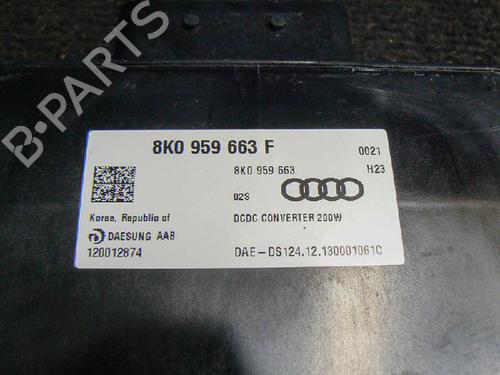 8K0 959 663 F
0021
8K0 959 663
H23
02S
Korea, Republic of
DCDC CONVERTER 200W
DAESUNG AAB
120012874
DAE-DS124.12.130001061C
B-PARTS